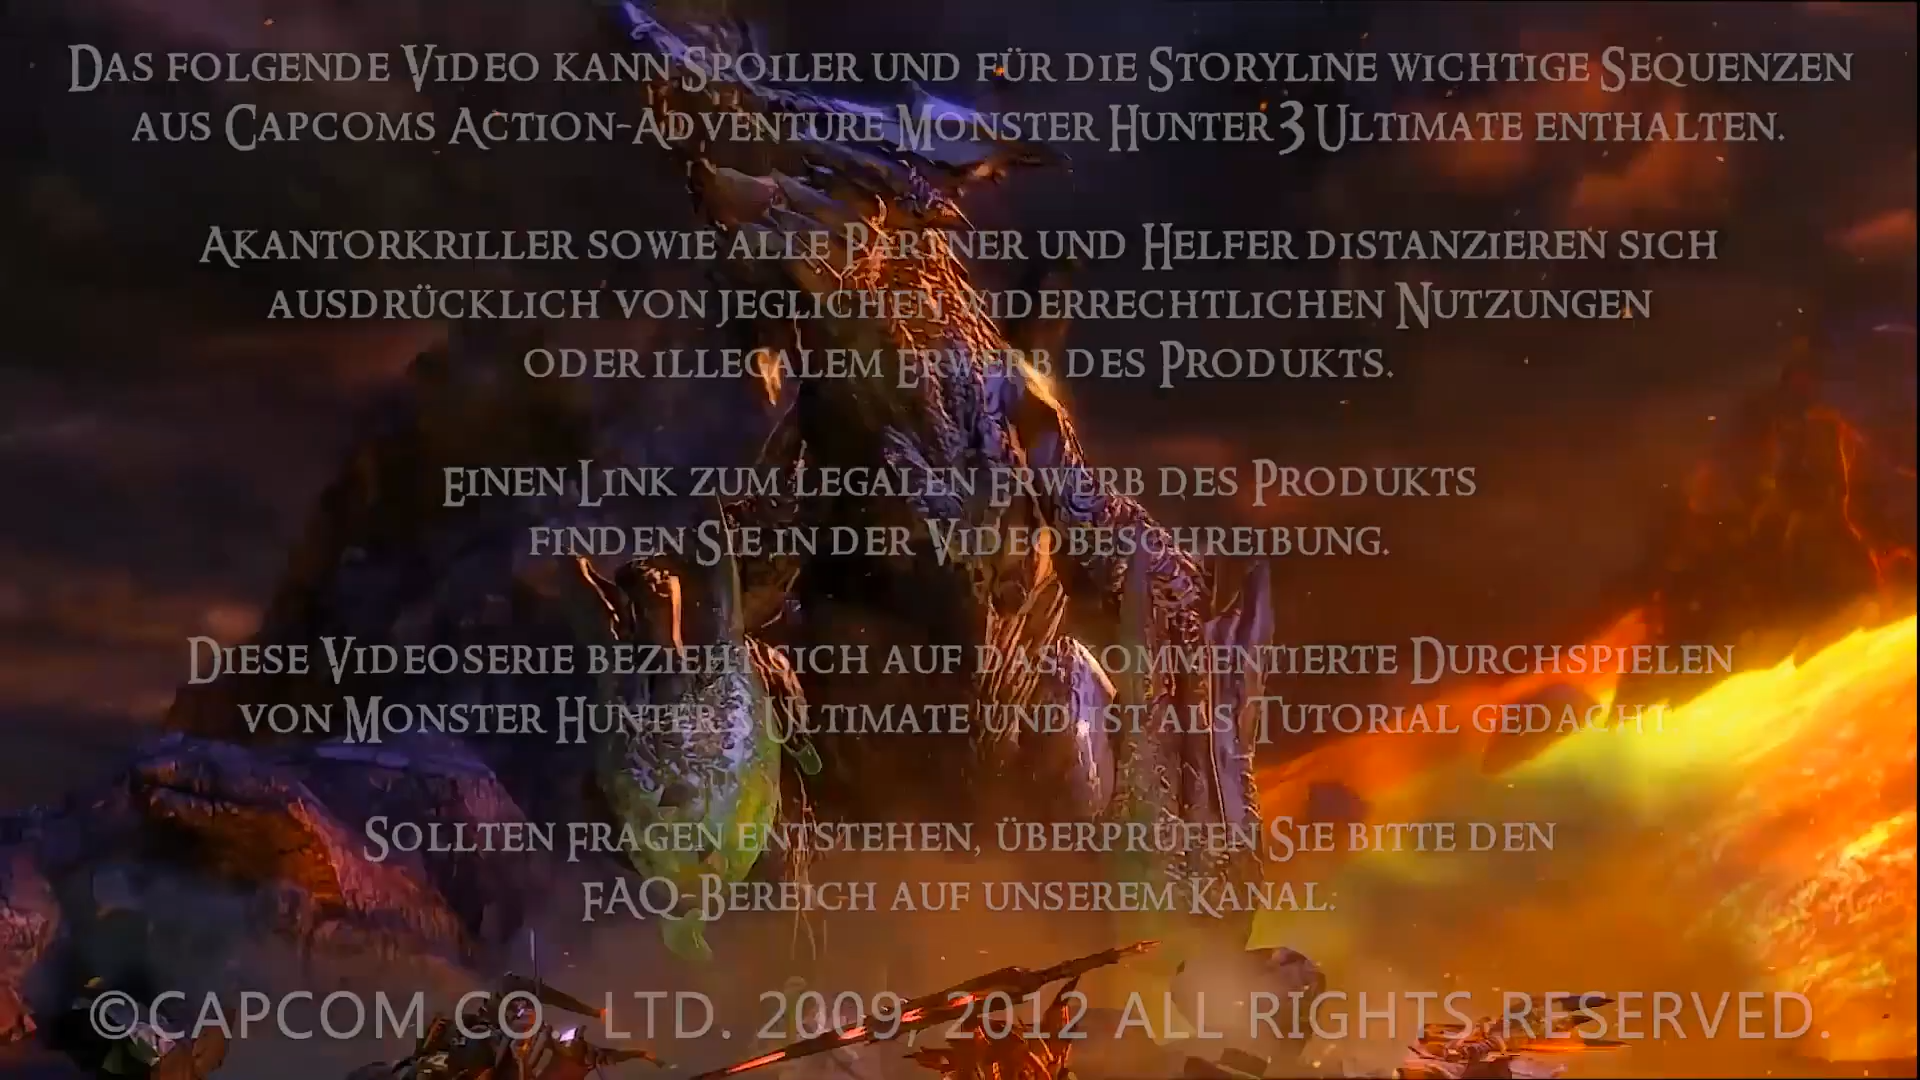 Das folgende Video kann Spoiler und für die Storyline wichtige Sequenzen
aus Capcoms Action-Adventure Monster Hunter 3 Ultimate enthalten.
Akantorkriller sowie alle Partner und Helfer distanzieren sich
ausdrücklich von jeglichen widerrechtlichen Nutzungen
oder illegalem Erwerb des Produkts.
Einen Link zum legalen Erwerb des Produkts
finden Sie in der Videobeschreibung.
Diese Videoserie bezieht sich auf das kommentierte Durchspielen
von Monster Hunter 3 Ultimate und ist als Tutorial gedacht.
Sollten Fragen entstehen, überprüfen Sie bitte den
FAQ-Bereich auf unserem Kanal.
©CAPCOM CO., LTD. 2009, 2012 ALL RIGHTS RESERVED.